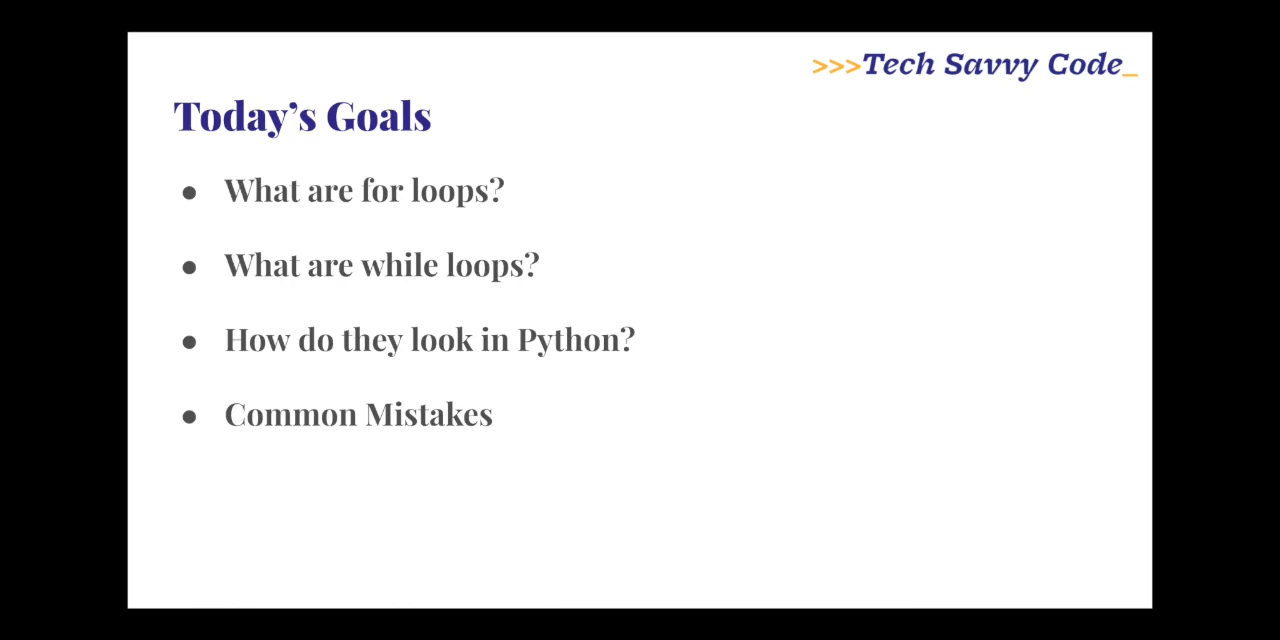 >>>Tech Savvy Code_
Today’s Goals
● What are for loops?
● What are while loops?
● How do they look in Python?
● Common Mistakes